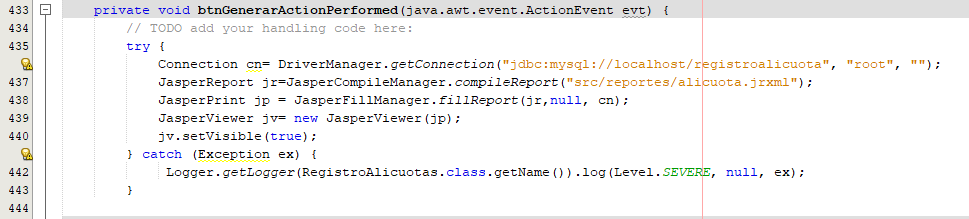 433 private void btnGenerarActionPerformed(java.awt.event.ActionEvent evt) {
434 // TODO add your handling code here:
435 try {
Connection cn= DriverManager.getConnection("jdbc:mysql://localhost/registroalicuota", "root", "");
437 JasperReport jr=JasperCompileManager.compileReport("src/reportes/alicuota.jrxml");
438 JasperPrint jp = JasperFillManager.fillReport(jr,null, cn);
439 JasperViewer jv= new JasperViewer(jp);
440 jv.setVisible(true);
} catch (Exception ex) {
442 Logger.getLogger(RegistroAlicuotas.class.getName()).log(Level.SEVERE, null, ex);
443 }
444